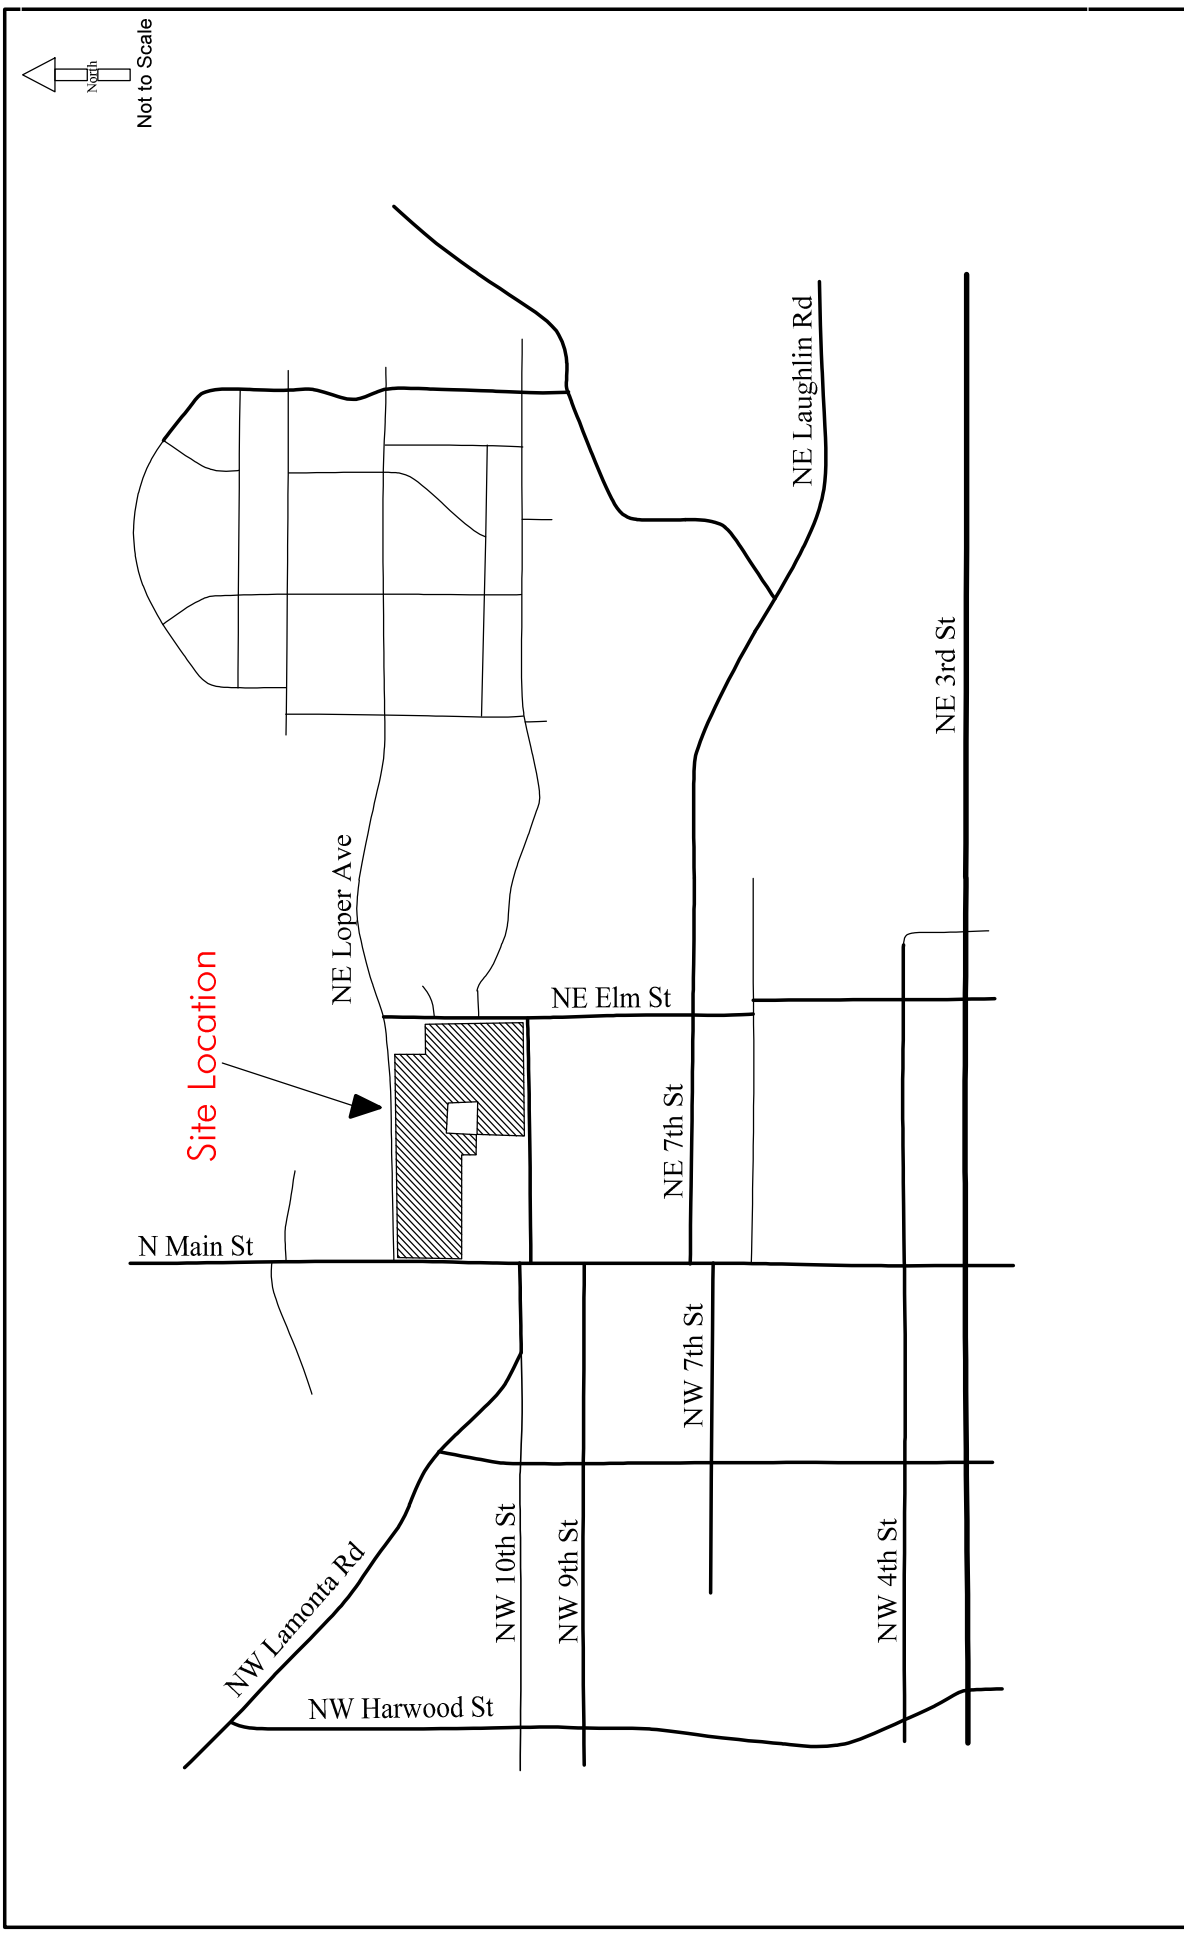 North
Not to Scale
NE Laughlin Rd
NE 3rd St
NE Loper Ave
Site Location
NE Elm St
NE 7th St
N Main St
NW 7th St
NW 10th St
NW 9th St
NW 4th St
NW Lamonta Rd
NW Harwood St